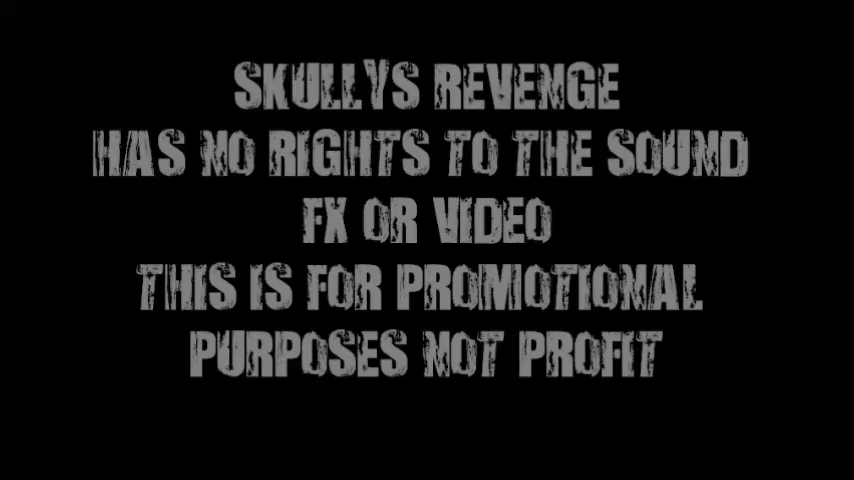 SKULLYS REVENGE
HAS NO RIGHTS TO THE SOUND
FX OR VIDEO
THIS IS FOR PROMOTIONAL
PURPOSES NOT PROFIT